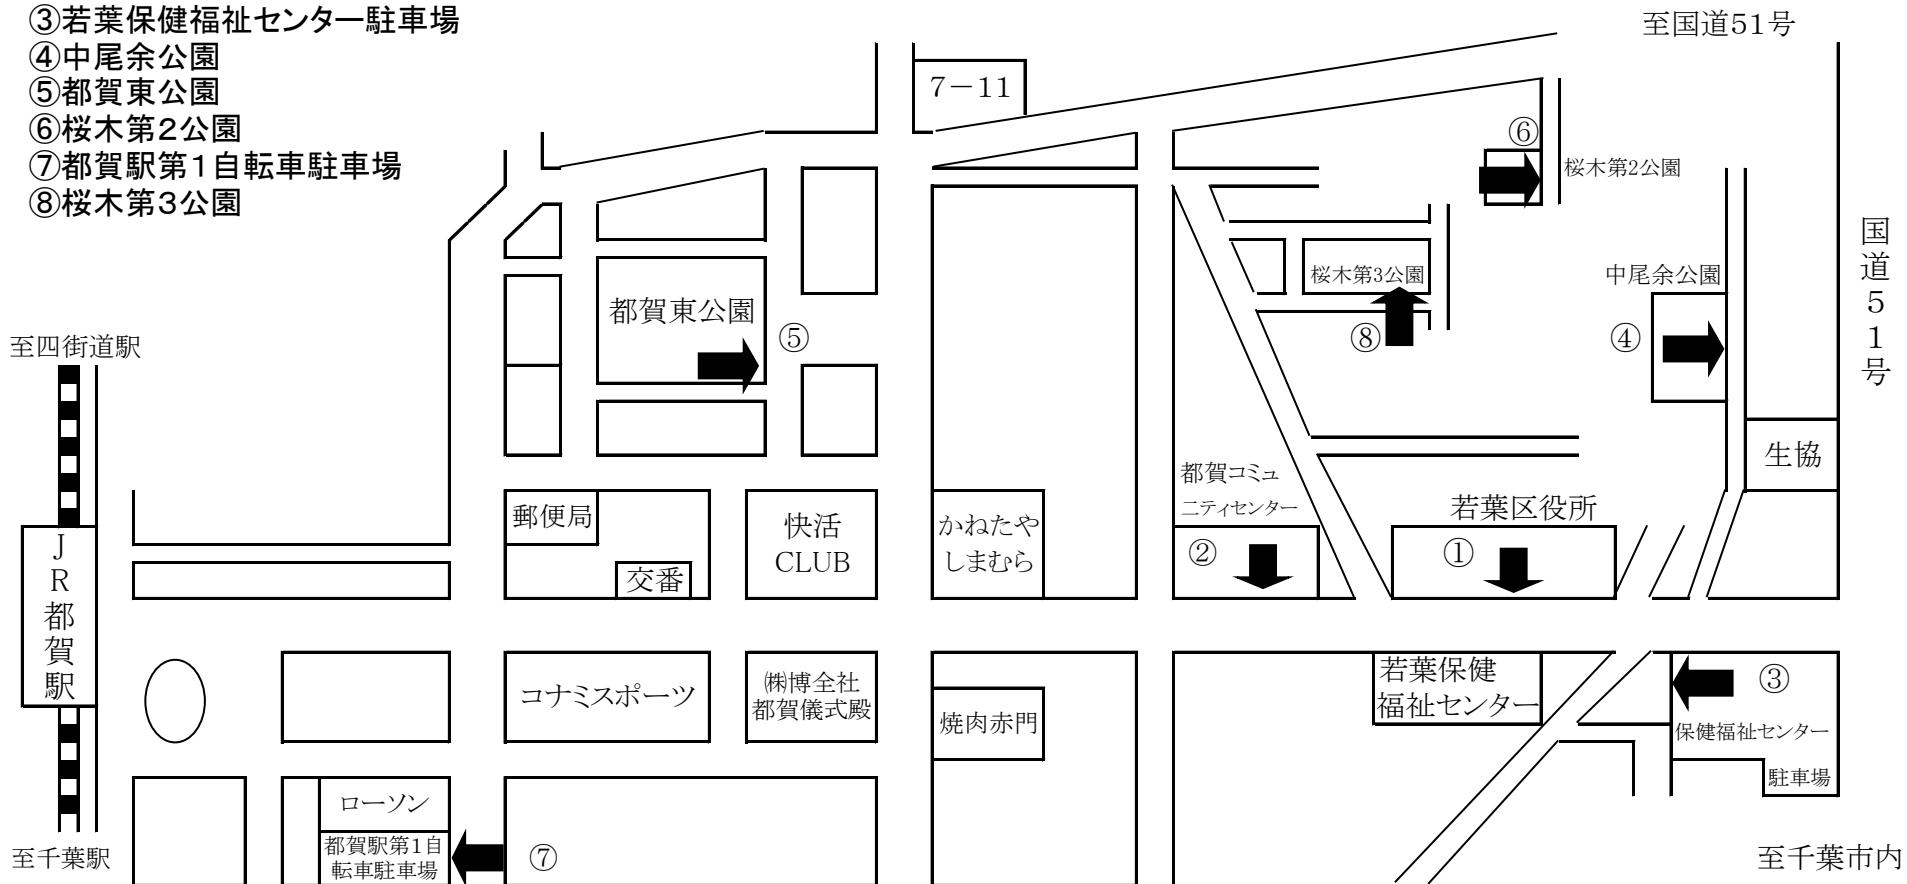 ③若葉保健福祉センター駐車場
④中尾余公園
⑤都賀東公園
⑥桜木第2公園
⑦都賀駅第1自転車駐車場
⑧桜木第3公園
至国道51号
7－11
⑥
桜木第2公園
国道51号
桜木第3公園
⑧
中尾余公園
④
都賀東公園
⑤
至四街道駅
生協
都賀コミュ
ニティセンター
②
若葉区役所
①
郵便局
交番
快活
CLUB
かねたや
しまむら
JR都賀駅
コナミスポーツ
㈱博全社
都賀儀式殿
焼肉赤門
若葉保健
福祉センター
③
保健福祉センター
駐車場
ローソン
都賀駅第1自
転車駐車場
⑦
至千葉駅
至千葉市内